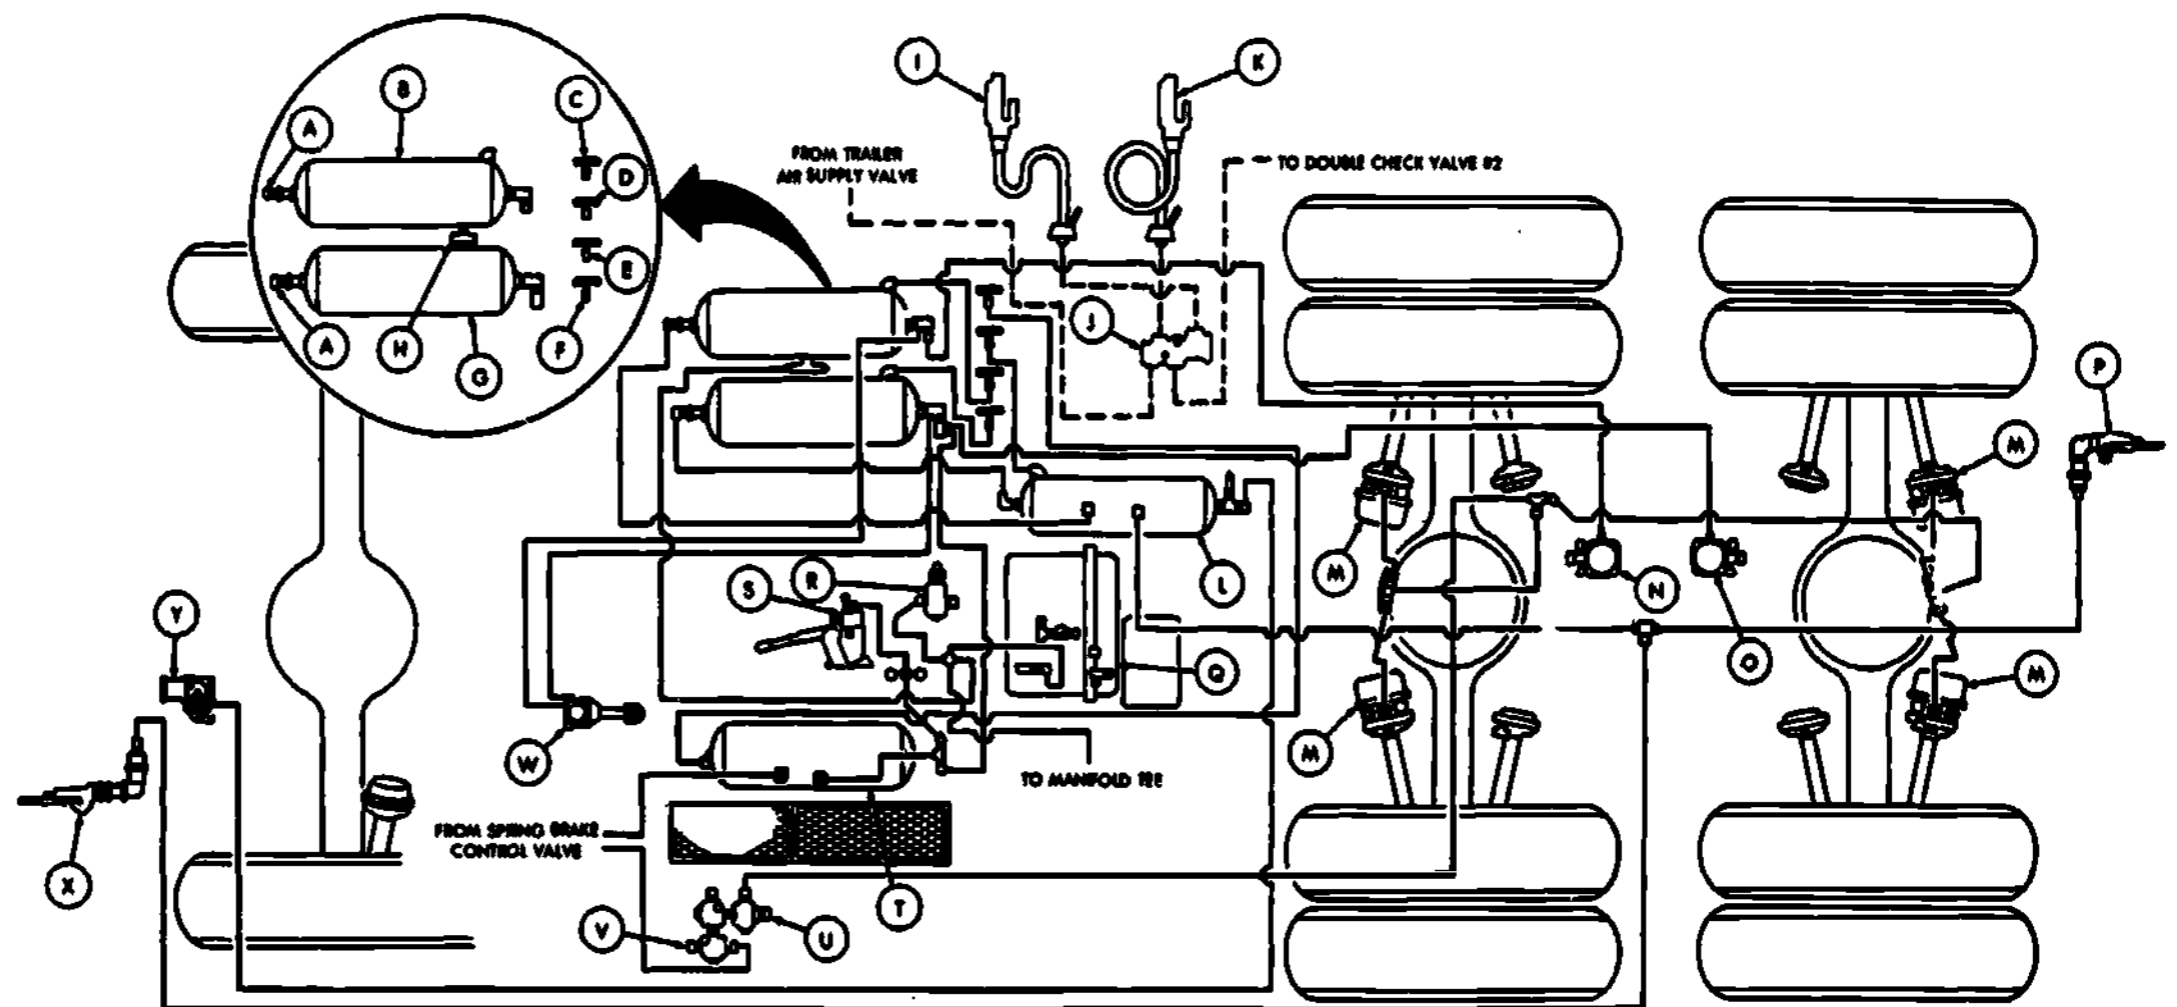 I
K
B
A
C
D
E
F
A
H
G
FROM TRAILER
AIR SUPPLY VALVE
TO DOUBLE CHECK VALVE #2
J
P
M
M
L
N
O
M
M
S
R
Q
Y
W
X
TO MANIFOLD TEE
FROM SPRING BRAKE
CONTROL VALVE
T
V
U